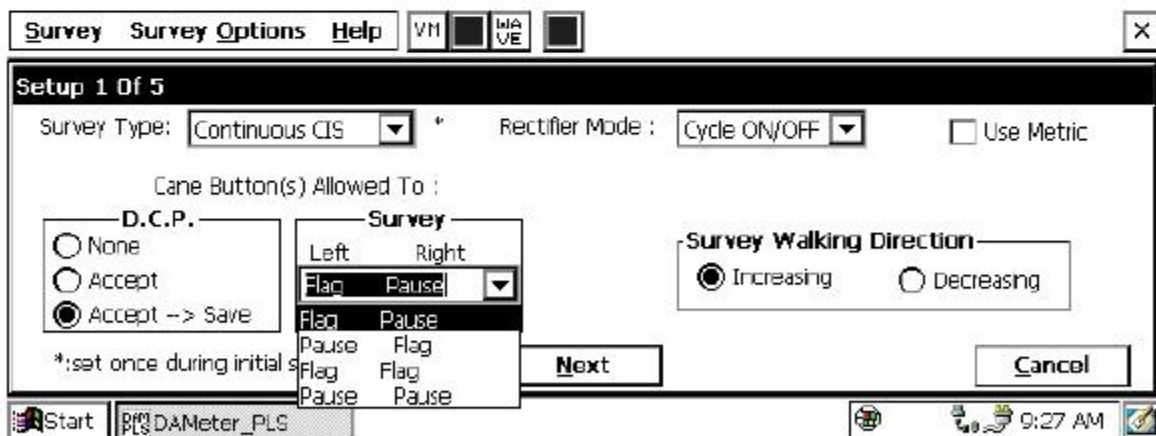 Survey Survey Options Help VM WAVE
Setup 1 Of 5
Survey Type: Continuous CIS * Rectifier Mode : Cycle ON/OFF Use Metric
Cane Button(s) Allowed To :
D.C.P.
None
Accept
Accept --> Save
Survey
Left Right
Flag Pause
Flag Pause
Pause Flag
Flag Flag
Pause Pause
Survey Walking Direction
Increasing Decreasing
*:set once during initial s
Next Cancel
Start DAMeter_PLS 9:27 AM